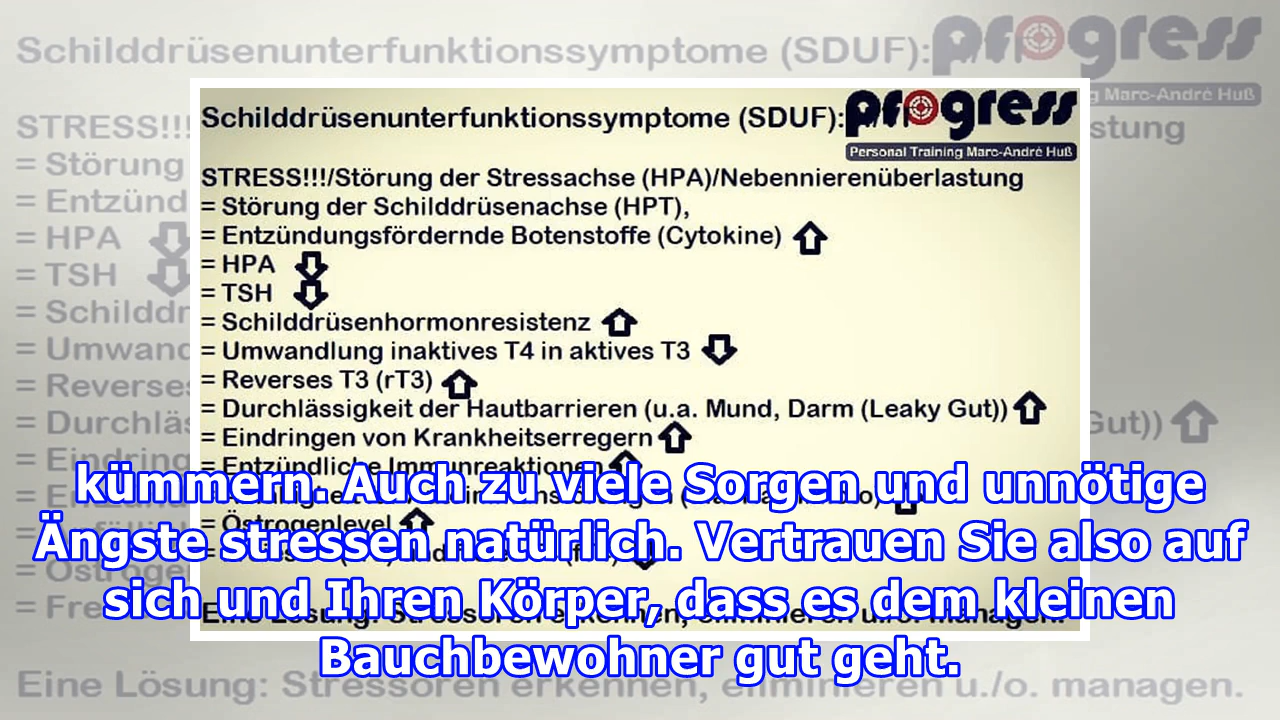 Schilddrüsenunterfunktionssymptome (SDUF):
progress
Personal Training Marc-André Huß
STRESS!!!/Störung der Stressachse (HPA)/Nebennierenüberlastung
= Störung der Schilddrüsenachse (HPT),
= Entzündungsfördernde Botenstoffe (Cytokine)
= HPA
= TSH
= Schilddrüsenhormonresistenz
= Umwandlung inaktives T4 in aktives T3
= Reverses T3 (rT3)
= Durchlässigkeit der Hautbarrieren (u.a. Mund, Darm (Leaky Gut))
= Eindringen von Krankheitserregern
= Entzündliche Immunreaktionen
= Östrogenlevel
Eine Lösung: Stressoren erkennen, eliminieren u./o. managen.
kümmern. Auch zu viele Sorgen und unnötige
Ängste stressen natürlich. Vertrauen Sie also auf
sich und Ihren Körper, dass es dem kleinen
Bauchbewohner gut geht.